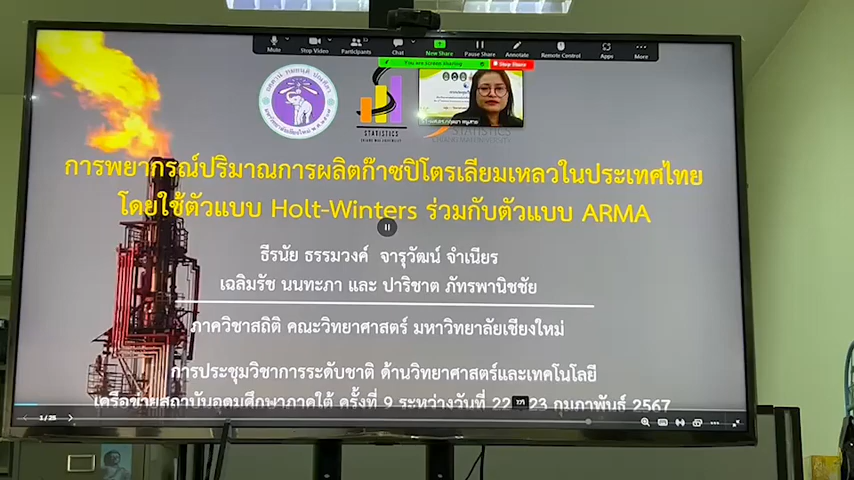 Mute
Stop Video
Participants
Chat
New Share
Pause Share
Annotate
Remote Control
Apps
More
You are screen sharing
Stop Share
STATISTICS
STATISTICS
CHIANG MAI UNIVERSITY
การพยากรณ์ปริมาณการผลิตก๊าซปิโตรเลียมเหลวในประเทศไทย
โดยใช้ตัวแบบ Holt-Winters ร่วมกับตัวแบบ ARMA
ธีรนัย ธรรมวงค์ จารุวัฒน์ จำเนียร
เฉลิมรัช นนทะภา และ ปาริชาต ภัทรพานิชชัย
ภาควิชาสถิติ คณะวิทยาศาสตร์ มหาวิทยาลัยเชียงใหม่
การประชุมวิชาการระดับชาติ ด้านวิทยาศาสตร์และเทคโนโลยี
เครือข่ายสถาบันอุดมศึกษาภาคใต้ ครั้งที่ 9 ระหว่างวันที่ 22 23 กุมภาพันธ์ 2567
1/25